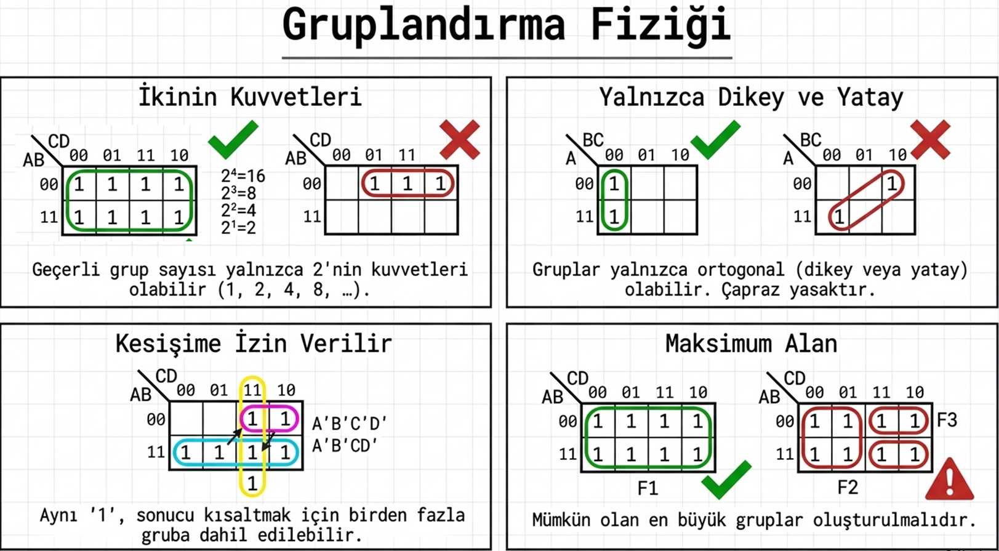 Gruplandırma Fiziği
İkinin Kuvvetleri
CD
AB
00 01 11 10
00 1 1 1 1
11 1 1 1 1
2⁴=16
2³=8
2²=4
2¹=2
CD
AB
00 01 11
00 1 1 1
11
Geçerli grup sayısı yalnızca 2'nin kuvvetleri
olabilir (1, 2, 4, 8, …).
Yalnızca Dikey ve Yatay
BC
A
00 01 10
00 1
11 1
BC
A
00 01 10
00 1
11 1
Gruplar yalnızca ortogonal (dikey veya yatay)
olabilir. Çapraz yasaktır.
Kesişime İzin Verilir
CD
AB
00 01 11 10
00 1 1 A'B'C'D'
A'B'CD'
11 1 1 1 1
1
Aynı '1', sonucu kısaltmak için birden fazla
gruba dahil edilebilir.
Maksimum Alan
CD
AB
00 01 11 10
00 1 1 1 1
11 1 1 1 1
F1
CD
AB
00 01 11 10
00 1 1 1 1 F3
11 1 1 1 1
F2
!
Mümkün olan en büyük gruplar oluşturulmalıdır.